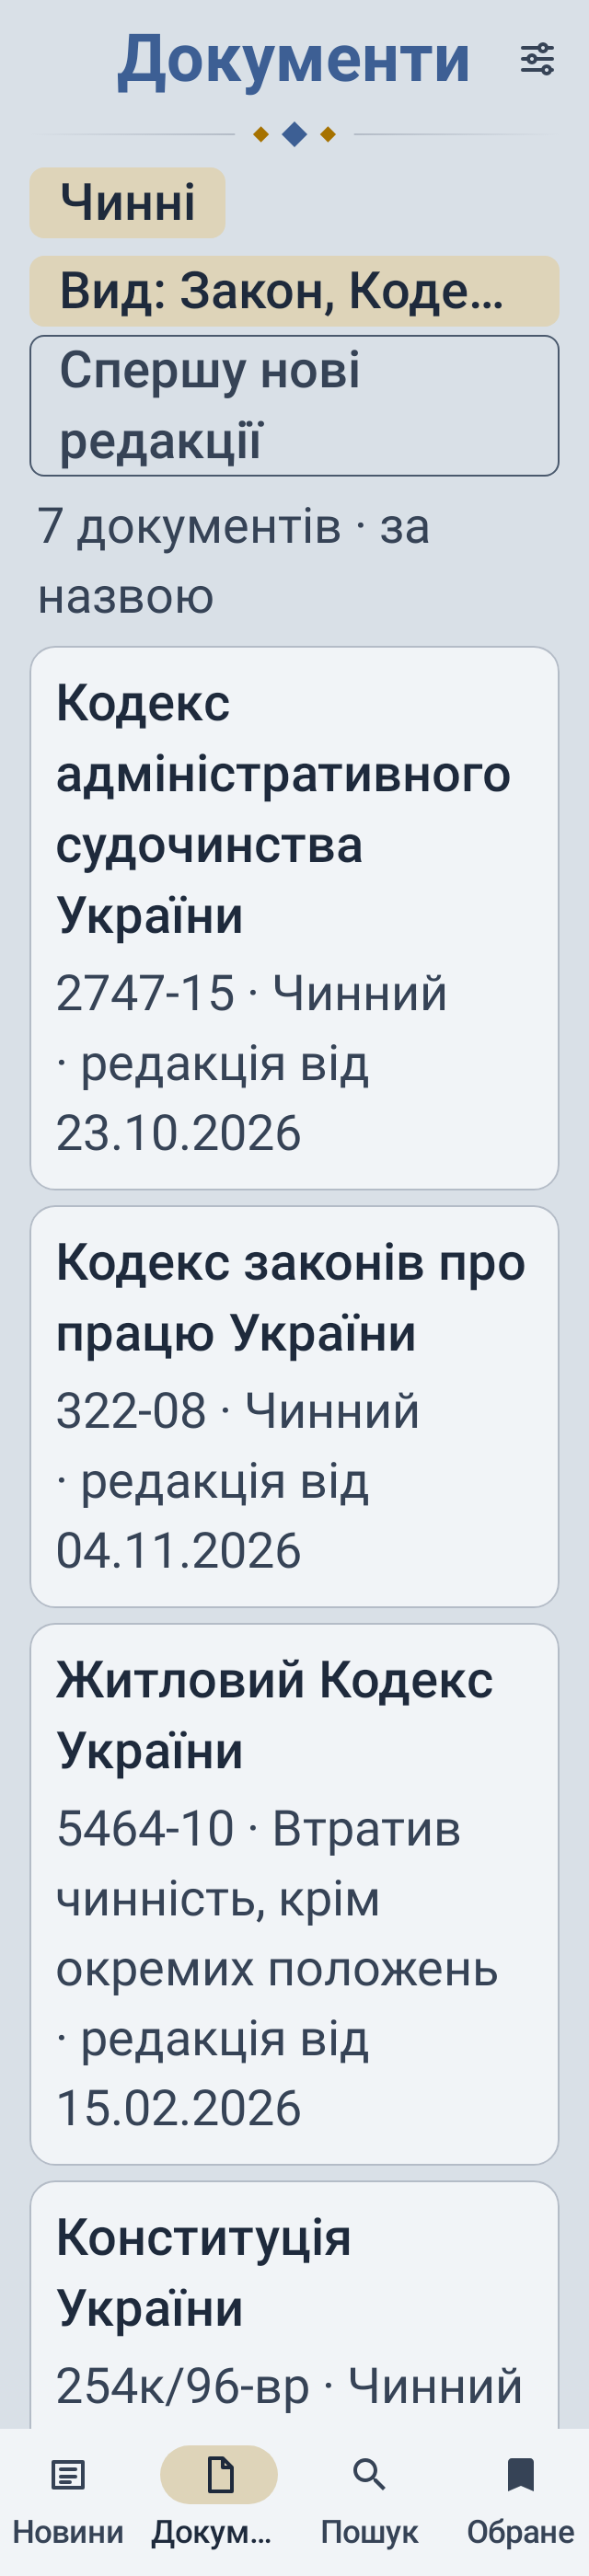 Документи
Чинні
Вид: Закон, Коде...
Спершу нові
редакції
7 документів · за
назвою
Кодекс
адміністративного
судочинства
України
2747-15 · Чинний
· редакція від
23.10.2026
Кодекс законів про
працю України
322-08 · Чинний
· редакція від
04.11.2026
Житловий Кодекс
України
5464-10 · Втратив
чинність, крім
окремих положень
· редакція від
15.02.2026
Конституція
України
254к/96-вр · Чинний
Новини
Докум...
Пошук
Обране